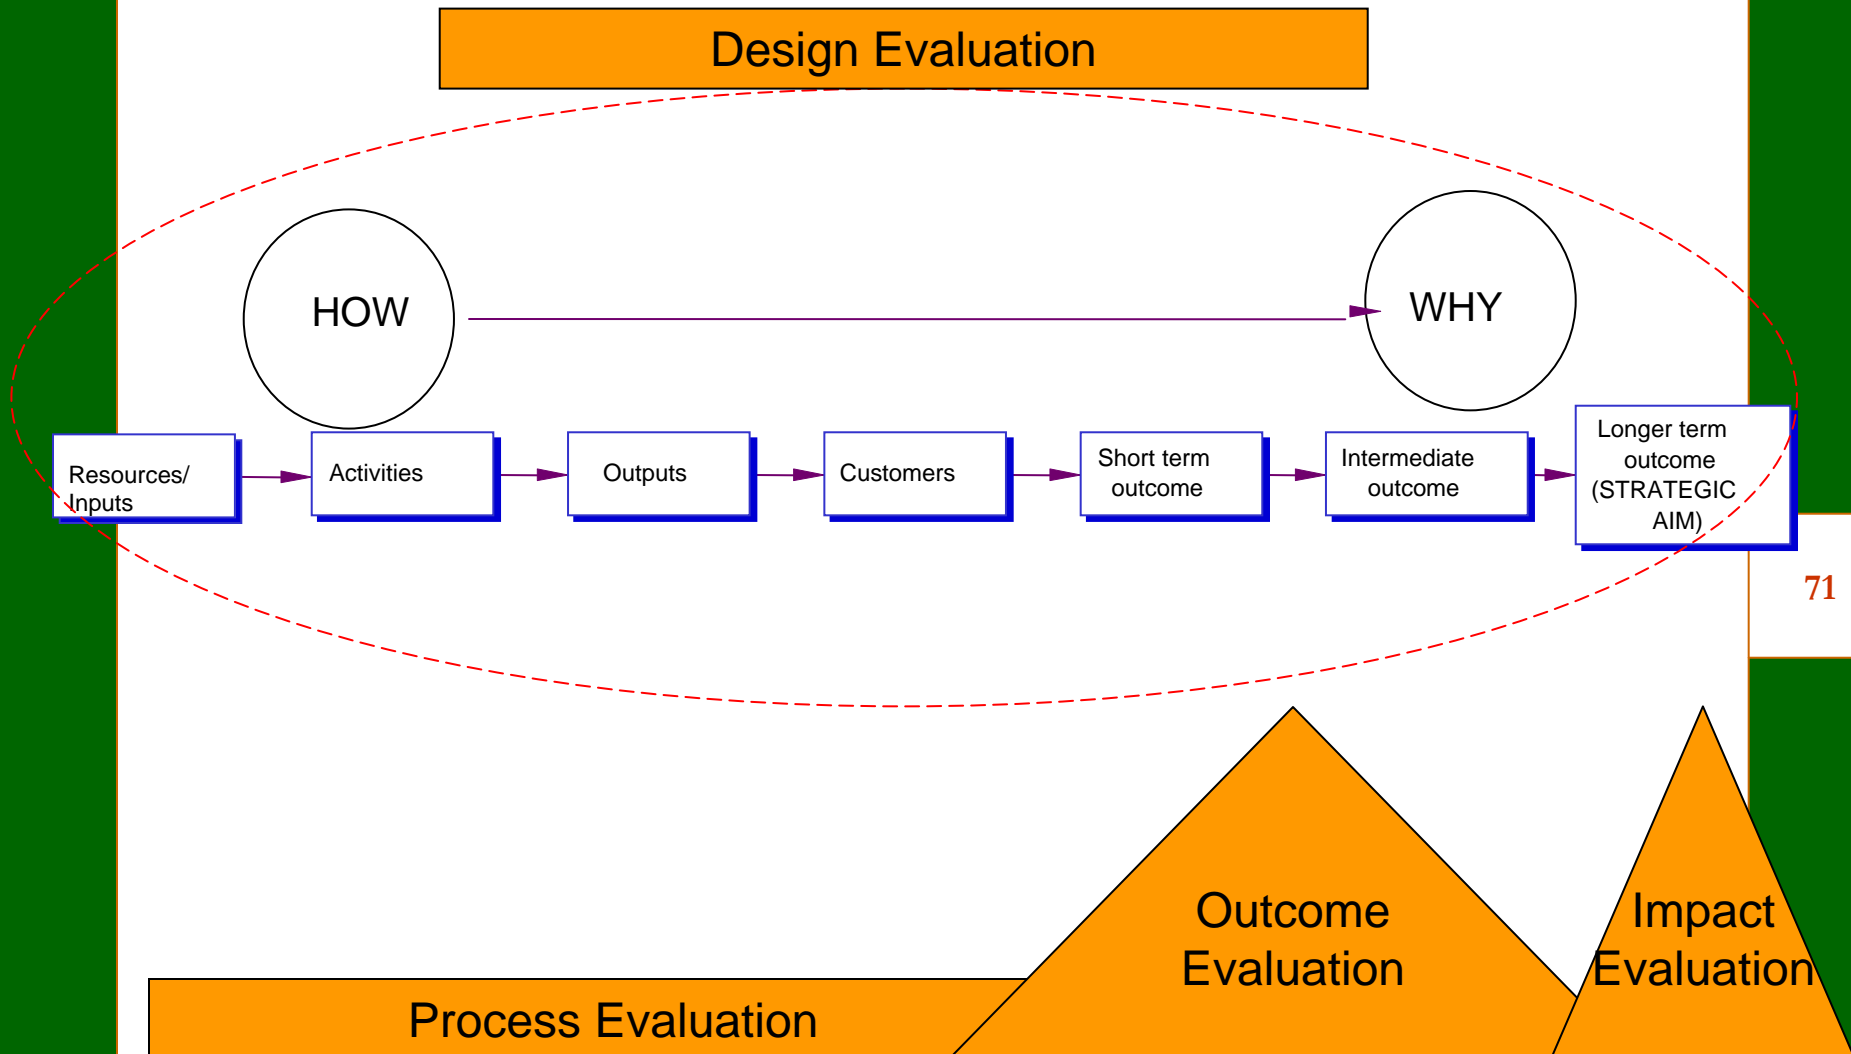 Design Evaluation
HOW
WHY
Resources/
Inputs
Activities
Outputs
Customers
Short term
outcome
Intermediate
outcome
Longer term
outcome
(STRATEGIC
AIM)
71
Outcome
Evaluation
Impact
Evaluation
Process Evaluation